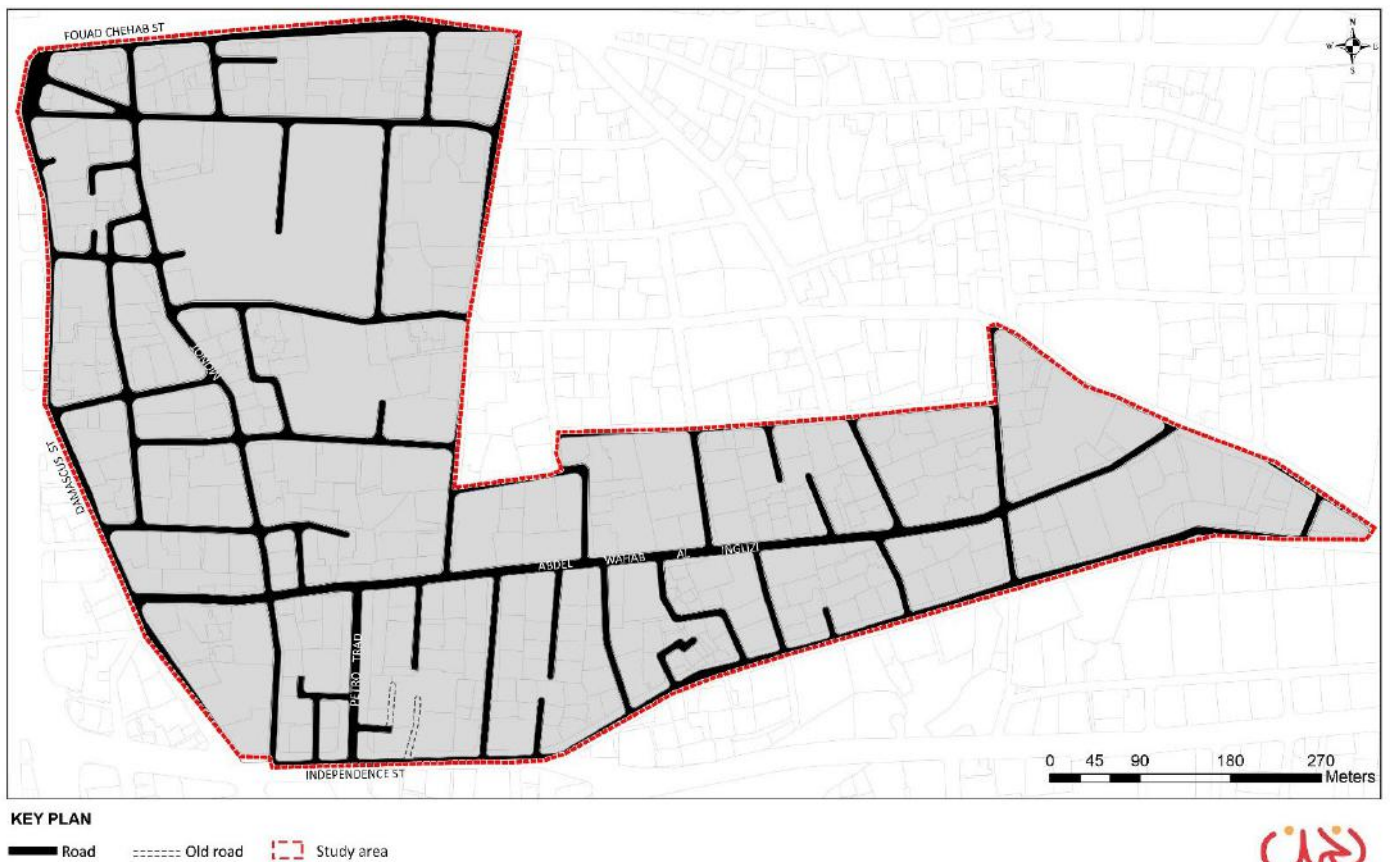 FOUAD CHEHAB ST
N
W E
S
MONOT
DAMASCUS ST
ABDEL WAHAB AL INGLIZI
PETRO TRAD
INDEPENDENCE ST
0 45 90 180 270
Meters
KEY PLAN
Road Old road Study area